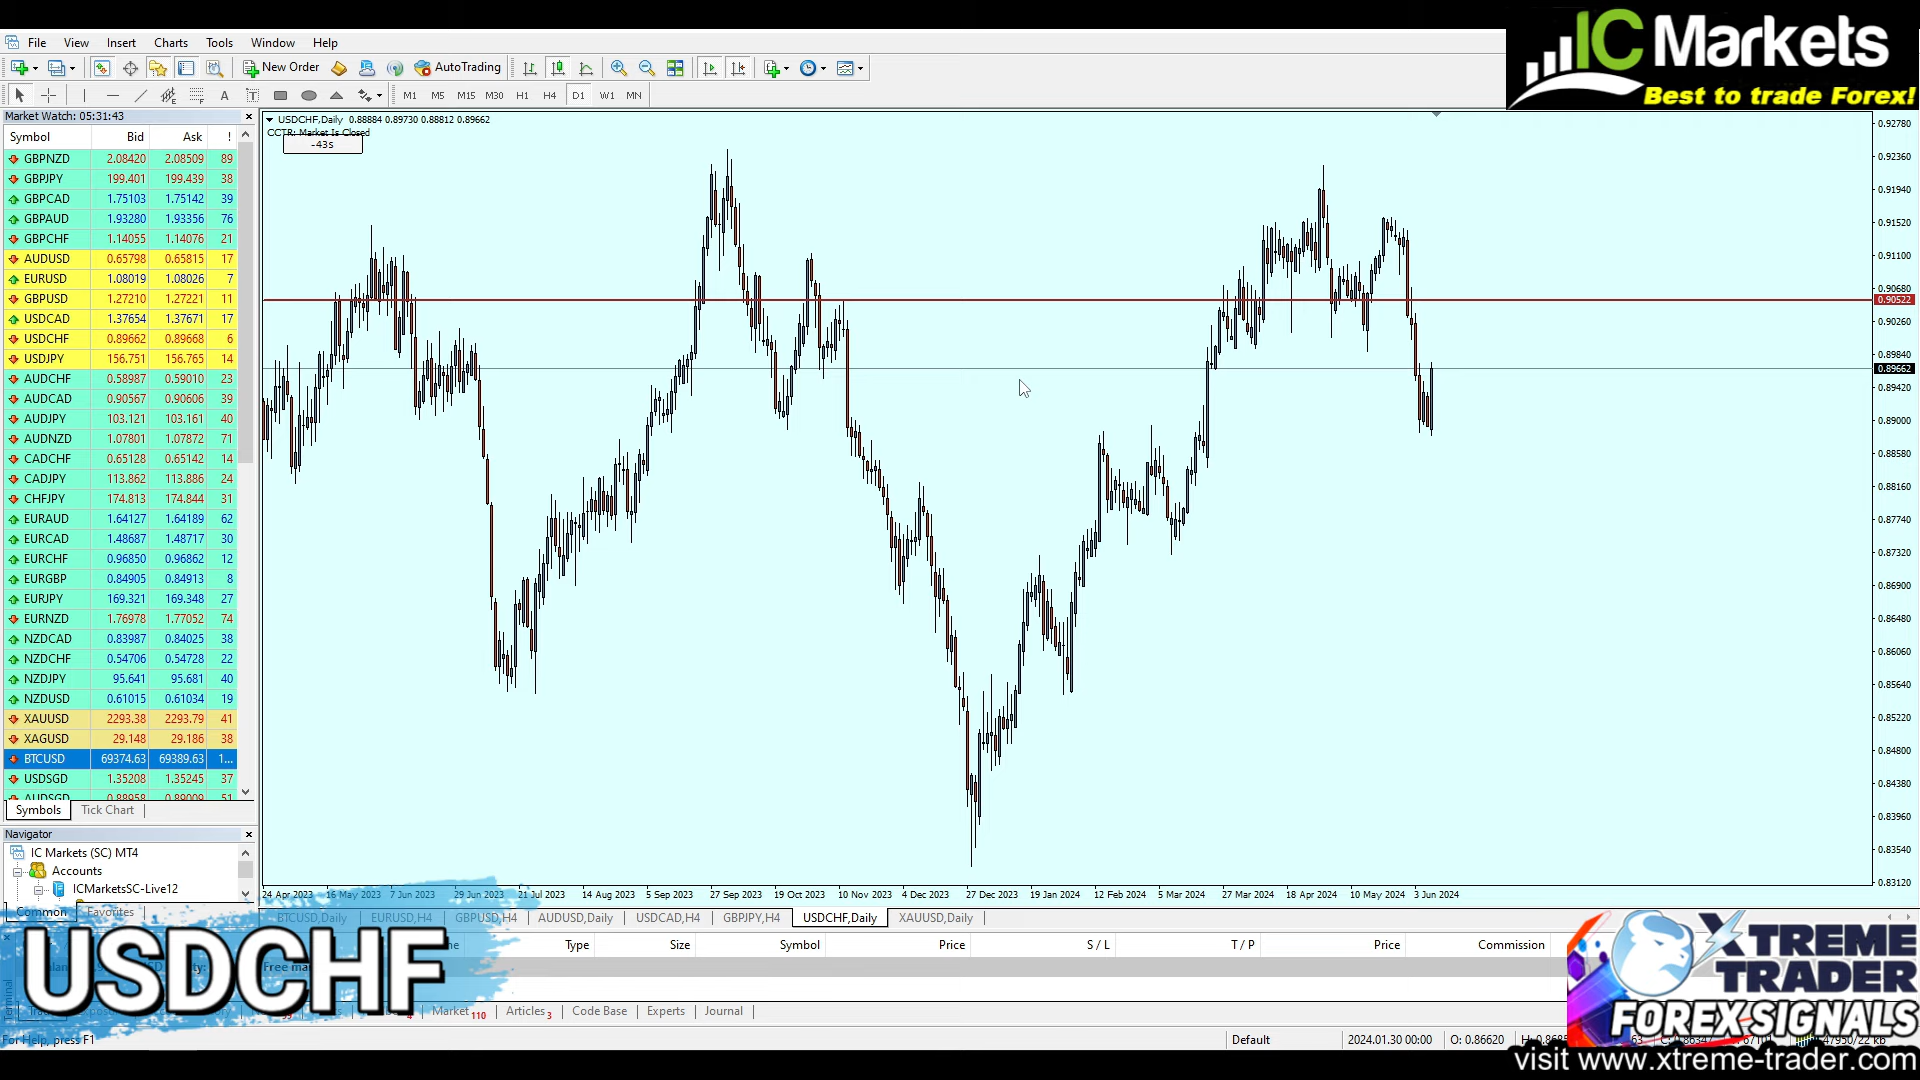 IC Markets
Best to trade Forex!
File View Insert Charts Tools Window Help
New Order AutoTrading
A T M1 M5 M15 M30 H1 H4 D1 W1 MN
Market Watch: 05:31:43
Symbol Bid Ask !
GBPNZD 2.08420 2.08509 89
GBPJPY 199.401 199.439 38
GBPCAD 1.75103 1.75142 39
GBPAUD 1.93280 1.93356 76
GBPCHF 1.14055 1.14076 21
AUDUSD 0.65798 0.65815 17
EURUSD 1.08019 1.08026 7
GBPUSD 1.27210 1.27221 11
USDCAD 1.37654 1.37671 17
USDCHF 0.89662 0.89668 6
USDJPY 156.751 156.765 14
AUDCHF 0.58987 0.59010 23
AUDCAD 0.90567 0.90606 39
AUDJPY 103.121 103.161 40
AUDNZD 1.07801 1.07872 71
CADCHF 0.65128 0.65142 14
CADJPY 113.862 113.886 24
CHFJPY 174.813 174.844 31
EURAUD 1.64127 1.64189 62
EURCAD 1.48687 1.48717 30
EURCHF 0.96850 0.96862 12
EURGBP 0.84905 0.84913 8
EURJPY 169.321 169.348 27
EURNZD 1.76978 1.77052 74
NZDCAD 0.83987 0.84025 38
NZDCHF 0.54706 0.54728 22
NZDJPY 95.641 95.681 40
NZDUSD 0.61015 0.61034 19
XAUUSD 2293.38 2293.79 41
XAGUSD 29.148 29.186 38
BTCUSD 69374.63 69389.63 1...
USDSGD 1.35208 1.35245 37
AUDSGD 0.88958 0.89009 51
Symbols Tick Chart
Navigator
IC Markets (SC) MT4
Accounts
ICMarketsSC-Live12
Common Favorites
USDCHF,Daily 0.88884 0.89730 0.88812 0.89662
CCTR: Market Is Closed
-43s
0.92780
0.92360
0.91940
0.91520
0.91100
0.90680
0.90522
0.90260
0.89840
0.89662
0.89420
0.89000
0.88580
0.88160
0.87740
0.87320
0.86900
0.86480
0.86060
0.85640
0.85220
0.84800
0.84380
0.83960
0.83540
0.83120
24 Apr 2023 16 May 2023 7 Jun 2023 29 Jun 2023 21 Jul 2023 14 Aug 2023 5 Sep 2023 27 Sep 2023 19 Oct 2023 10 Nov 2023 4 Dec 2023 27 Dec 2023 19 Jan 2024 12 Feb 2024 5 Mar 2024 27 Mar 2024 18 Apr 2024 10 May 2024 3 Jun 2024
BTCUSD,Daily EURUSD,H4 GBPUSD,H4 AUDUSD,Daily USDCAD,H4 GBPJPY,H4 USDCHF,Daily XAUUSD,Daily
Type Size Symbol Price S / L T / P Price Commission
USDCHF
Market 110 Articles 3 Code Base Experts Journal
For Help, press F1
Default 2024.01.30 00:00 O: 0.86620
XTREME
TRADER
FOREX SIGNALS
visit www.xtreme-trader.com